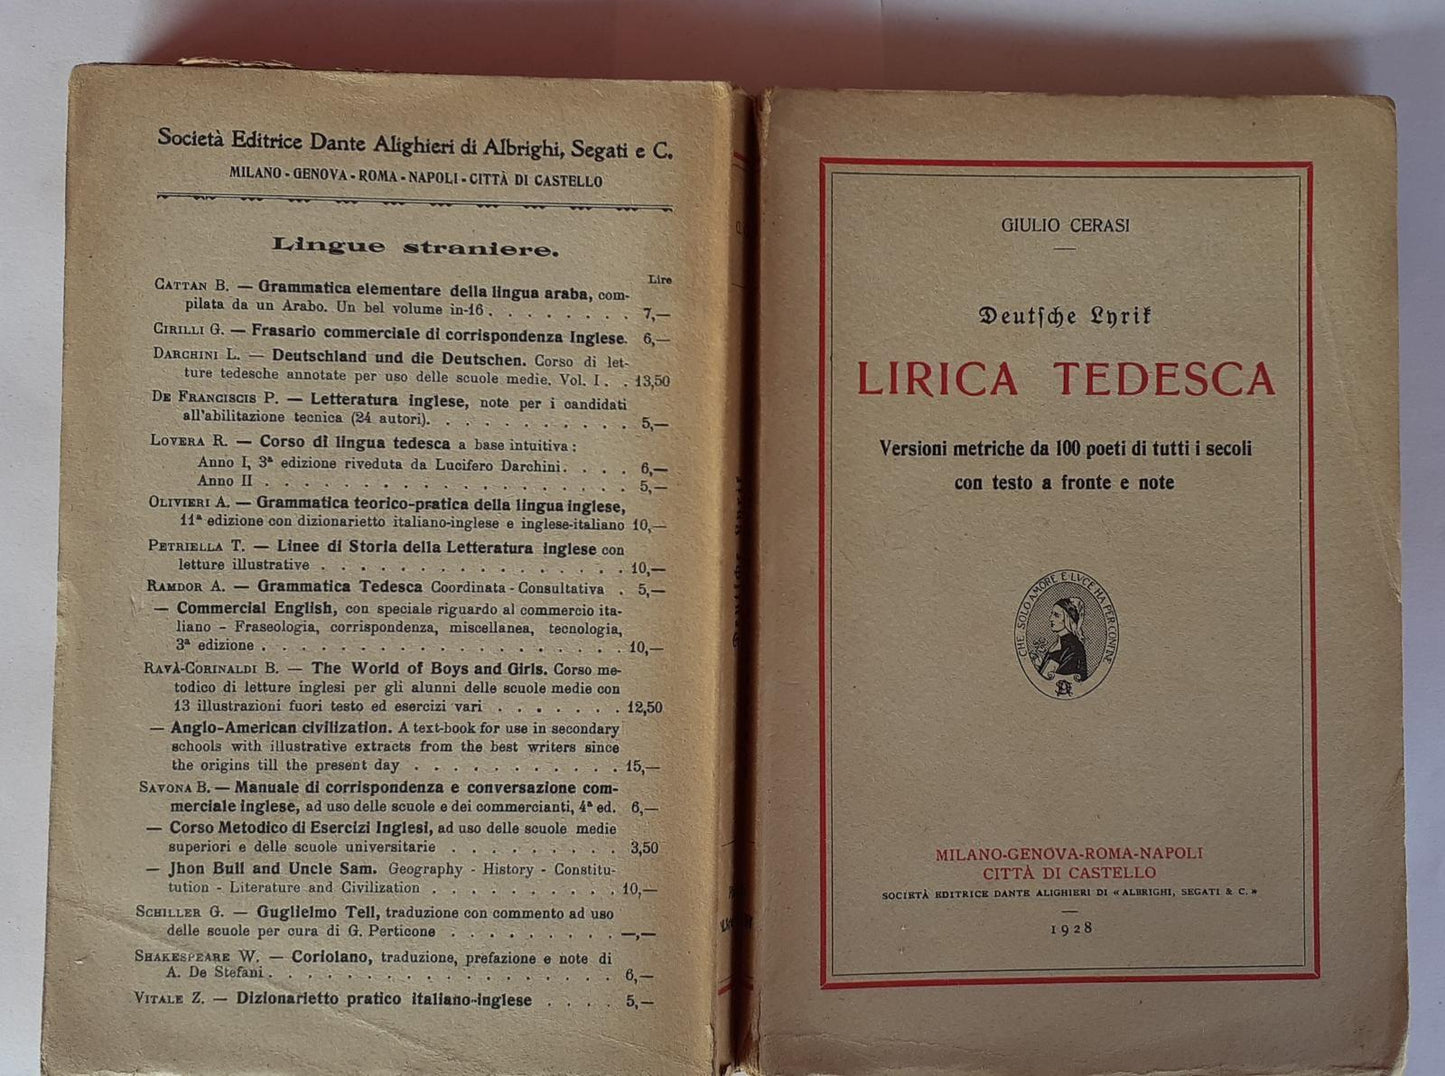 Società Editrice Dante Alighieri di Albrighi, Segati e C.
MILANO - GENOVA - ROMA - NAPOLI - CITTÀ DI CASTELLO
Lingue straniere.
Lire
CATTAN B. — Grammatica elementare della lingua araba, com-
pilata da un Arabo. Un bel volume in-16 . . . . . . . . 7,—
CIRILLI G. — Frasario commerciale di corrispondenza Inglese. 6,—
DARCHINI L. — Deutschland und die Deutschen. Corso di let-
ture tedesche annotate per uso delle scuole medie. Vol. I . . 13,50
DE FRANCISCIS P. — Letteratura inglese, note per i candidati
all'abilitazione tecnica (24 autori). . . . . . . . . . 5,—
LOVERA R. — Corso di lingua tedesca a base intuitiva :
Anno I, 3ª edizione riveduta da Lucifero Darchini. . . . 6,—
Anno II . . . . . . . . . . . . . . . . . . 5,—
OLIVIERI A. — Grammatica teorico-pratica della lingua inglese,
11ª edizione con dizionarietto italiano-inglese e inglese-italiano 10,—
PETRIELLA T. — Linee di Storia della Letteratura inglese con
letture illustrative . . . . . . . . . . . . . . . 10,—
RAMDOR A. — Grammatica Tedesca Coordinata - Consultativa . 5,—
— Commercial English, con speciale riguardo al commercio ita-
liano - Fraseologia, corrispondenza, miscellanea, tecnologia,
3ª edizione . . . . . . . . . . . . . . . . . . 10,—
RAVÀ-CORINALDI B. — The World of Boys and Girls. Corso me-
todico di letture inglesi per gli alunni delle scuole medie con
13 illustrazioni fuori testo ed esercizi vari . . . . . . . 12,50
— Anglo-American civilization. A text-book for use in secondary
schools with illustrative extracts from the best writers since
the origins till the present day . . . . . . . . . . . 15,—
SAVONA B. — Manuale di corrispondenza e conversazione com-
merciale inglese, ad uso delle scuole e dei commercianti, 4ª ed. 6,—
— Corso Metodico di Esercizi Inglesi, ad uso delle scuole medie
superiori e delle scuole universitarie . . . . . . . . . 3,50
— Jhon Bull and Uncle Sam. Geography - History - Constitu-
tution - Literature and Civilization . . . . . . . . . . 10,—
SCHILLER G. — Guglielmo Tell, traduzione con commento ad uso
delle scuole per cura di G. Perticone . . . . . . . . . —,—
SHAKESPEARE W. — Coriolano, traduzione, prefazione e note di
A. De Stefani . . . . . . . . . . . . . . . . . . 6,—
VITALE Z. — Dizionarietto pratico italiano-inglese . . . . 5,—
Deutsche Lyrik
GIULIO CERASI
Deutſche Lyrik
LIRICA TEDESCA
Versioni metriche da 100 poeti di tutti i secoli
con testo a fronte e note
CHE SOLO AMORE E LVCE HA PER CONFINE
MILANO-GENOVA-ROMA-NAPOLI
CITTÀ DI CASTELLO
SOCIETÀ EDITRICE DANTE ALIGHIERI DI « ALBRIGHI, SEGATI & C. »
1928